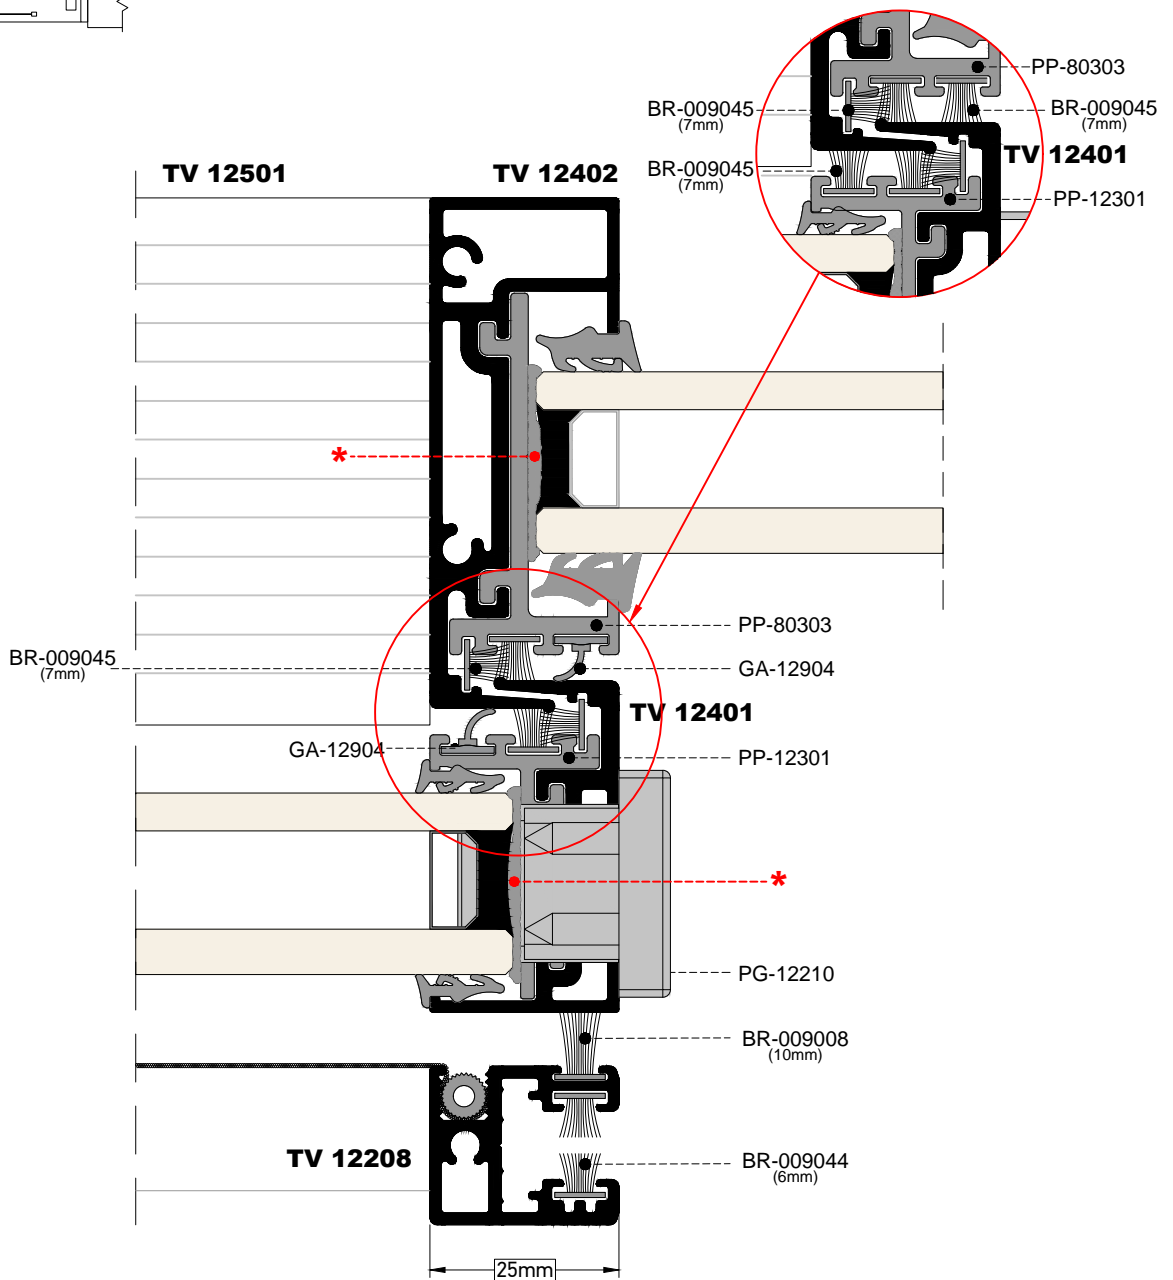 PP-80303
BR-009045
(7mm)
BR-009045
(7mm)
TV 12401
BR-009045
(7mm)
PP-12301
TV 12501
TV 12402
*
PP-80303
BR-009045
(7mm)
GA-12904
TV 12401
GA-12904
PP-12301
*
PG-12210
BR-009008
(10mm)
TV 12208
BR-009044
(6mm)
25mm